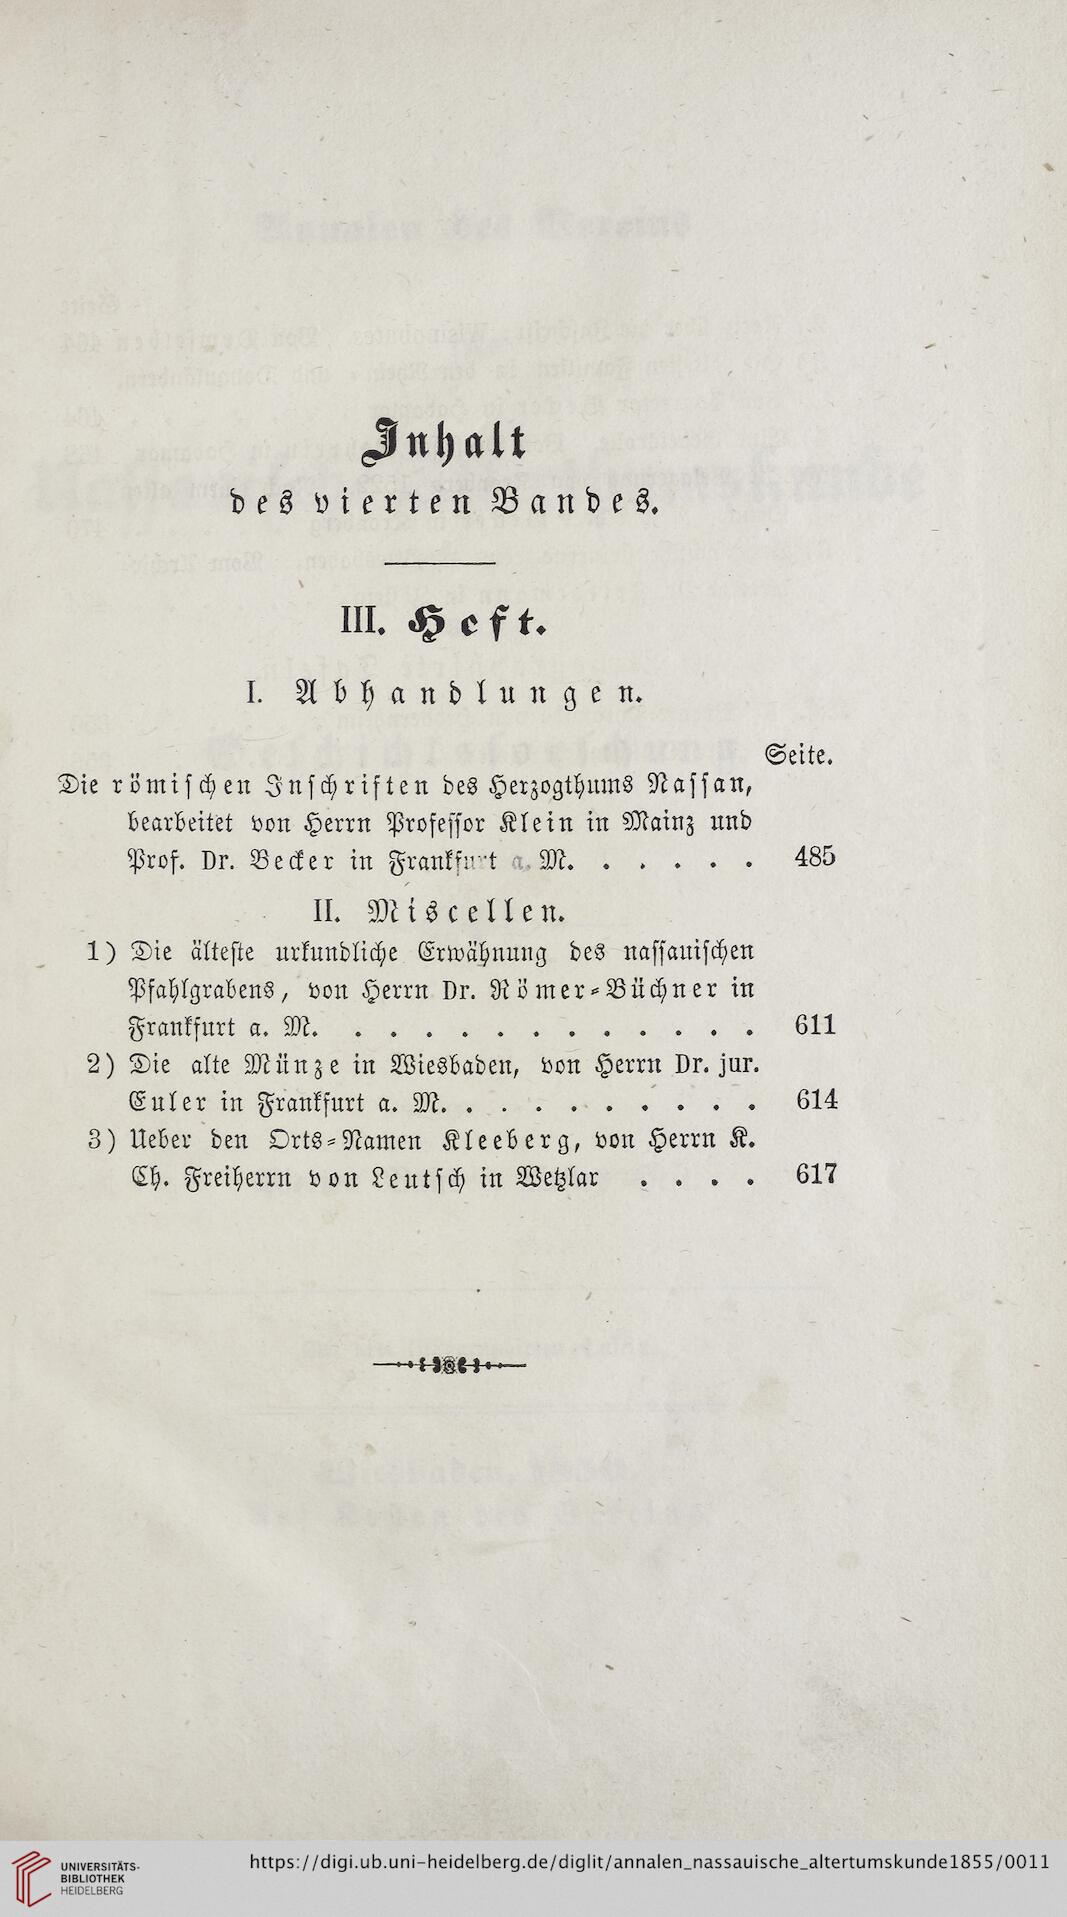 Inhalt
des vierten Bandes.
III. Heft.
I. Abhandlungen.
Seite.
Die römischen Inschriften des Herzogthums Nassau,
bearbeitet von Herrn Professor Klein in Mainz und
Prof. Dr. Becker in Frankfurt a. M. . . . . . 485
II. Miscellen.
1) Die älteste urkundliche Erwähnung des nassauischen
Pfahlgrabens, von Herrn Dr. Römer-Büchner in
Frankfurt a. M. . . . . . . . . . . . . 611
2) Die alte Münze in Wiesbaden, von Herrn Dr. jur.
Euler in Frankfurt a. M. . . . . . . . . . 614
3) Ueber den Orts-Namen Kleeberg, von Herrn K.
Ch. Freiherrn von Leutsch in Wetzlar . . . . 617
UNIVERSITÄTS-
BIBLIOTHEK
HEIDELBERG
https://digi.ub.uni-heidelberg.de/diglit/annalen_nassauische_altertumskunde1855/0011